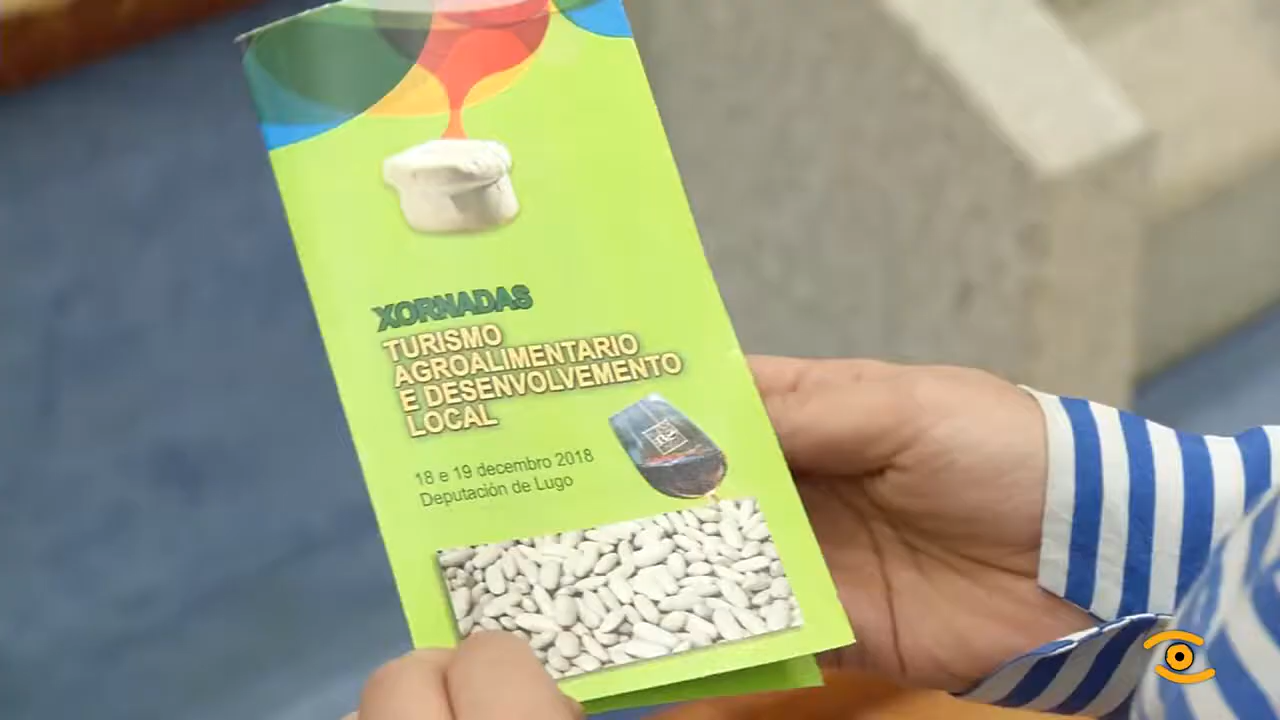 XORNADAS
TURISMO
AGROALIMENTARIO
E DESENVOLVEMENTO
LOCAL
18 e 19 decembro 2018
Deputación de Lugo